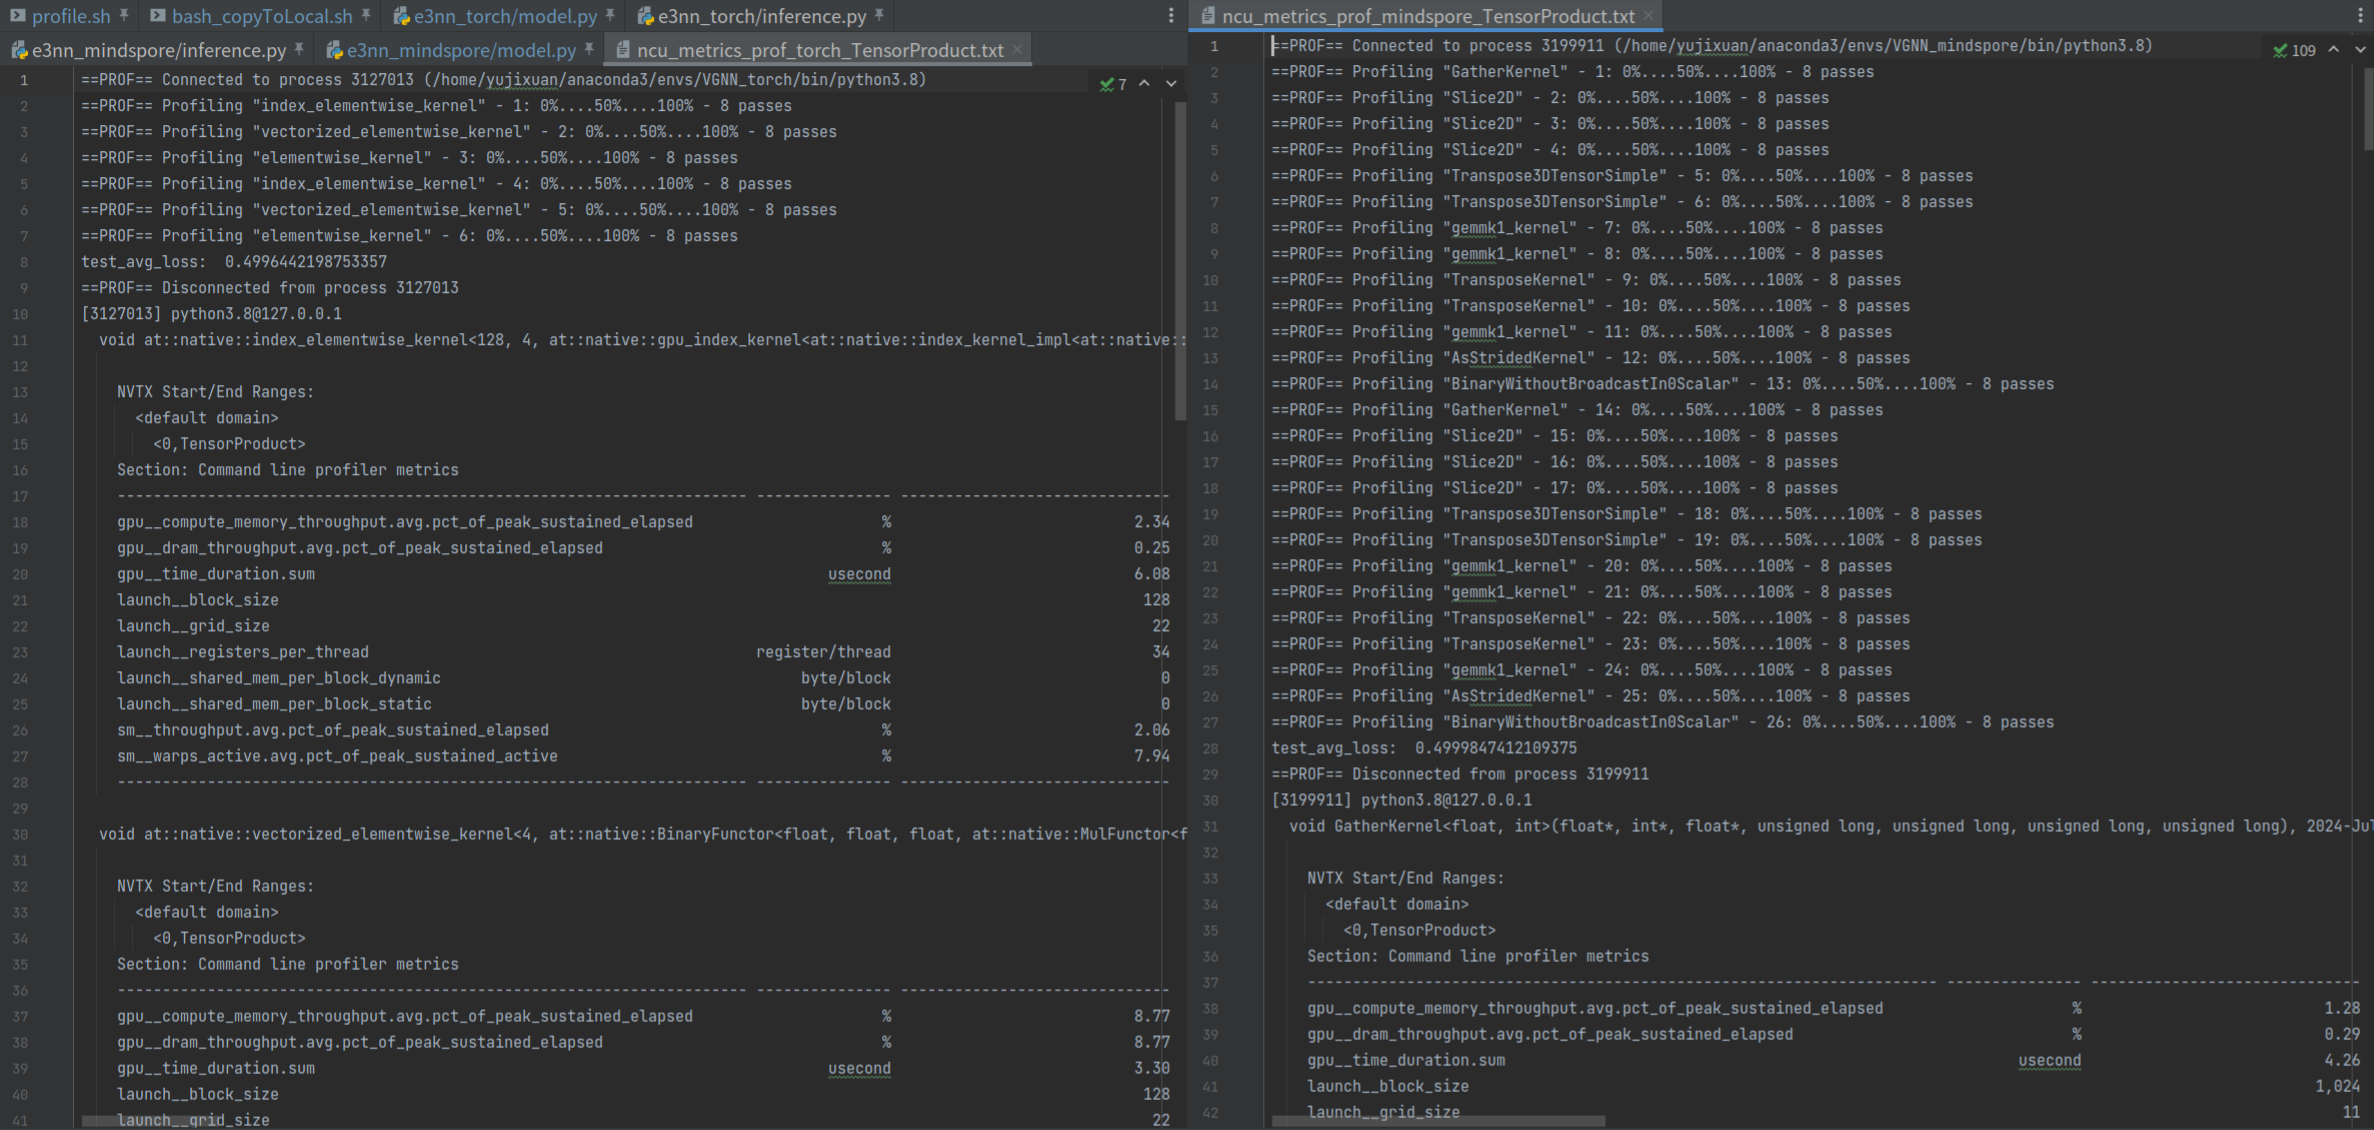 profile.sh bash_copyToLocal.sh e3nn_torch/model.py e3nn_torch/inference.py
e3nn_mindspore/inference.py e3nn_mindspore/model.py ncu_metrics_prof_torch_TensorProduct.txt
7
1 ==PROF== Connected to process 3127013 (/home/yujixuan/anaconda3/envs/VGNN_torch/bin/python3.8)
2 ==PROF== Profiling "index_elementwise_kernel" - 1: 0%....50%....100% - 8 passes
3 ==PROF== Profiling "vectorized_elementwise_kernel" - 2: 0%....50%....100% - 8 passes
4 ==PROF== Profiling "elementwise_kernel" - 3: 0%....50%....100% - 8 passes
5 ==PROF== Profiling "index_elementwise_kernel" - 4: 0%....50%....100% - 8 passes
6 ==PROF== Profiling "vectorized_elementwise_kernel" - 5: 0%....50%....100% - 8 passes
7 ==PROF== Profiling "elementwise_kernel" - 6: 0%....50%....100% - 8 passes
8 test_avg_loss:  0.4996442198753357
9 ==PROF== Disconnected from process 3127013
10 [3127013] python3.8@127.0.0.1
11 void at::native::index_elementwise_kernel<128, 4, at::native::gpu_index_kernel<at::native::index_kernel_impl<at::native::
12
13 NVTX Start/End Ranges:
14 <default domain>
15 <0,TensorProduct>
16 Section: Command line profiler metrics
17 ---------------------------------------------------------------------- --------------- ------------------------------
18 gpu__compute_memory_throughput.avg.pct_of_peak_sustained_elapsed % 2.34
19 gpu__dram_throughput.avg.pct_of_peak_sustained_elapsed % 0.25
20 gpu__time_duration.sum usecond 6.08
21 launch__block_size 128
22 launch__grid_size 22
23 launch__registers_per_thread register/thread 34
24 launch__shared_mem_per_block_dynamic byte/block 0
25 launch__shared_mem_per_block_static byte/block 0
26 sm__throughput.avg.pct_of_peak_sustained_elapsed % 2.06
27 sm__warps_active.avg.pct_of_peak_sustained_active % 7.94
28 ---------------------------------------------------------------------- --------------- ------------------------------
29
30 void at::native::vectorized_elementwise_kernel<4, at::native::BinaryFunctor<float, float, float, at::native::MulFunctor<f
31
32 NVTX Start/End Ranges:
33 <default domain>
34 <0,TensorProduct>
35 Section: Command line profiler metrics
36 ---------------------------------------------------------------------- --------------- ------------------------------
37 gpu__compute_memory_throughput.avg.pct_of_peak_sustained_elapsed % 8.77
38 gpu__dram_throughput.avg.pct_of_peak_sustained_elapsed % 8.77
39 gpu__time_duration.sum usecond 3.30
40 launch__block_size 128
41 launch__grid_size 22
ncu_metrics_prof_mindspore_TensorProduct.txt
109
1 ==PROF== Connected to process 3199911 (/home/yujixuan/anaconda3/envs/VGNN_mindspore/bin/python3.8)
2 ==PROF== Profiling "GatherKernel" - 1: 0%....50%....100% - 8 passes
3 ==PROF== Profiling "Slice2D" - 2: 0%....50%....100% - 8 passes
4 ==PROF== Profiling "Slice2D" - 3: 0%....50%....100% - 8 passes
5 ==PROF== Profiling "Slice2D" - 4: 0%....50%....100% - 8 passes
6 ==PROF== Profiling "Transpose3DTensorSimple" - 5: 0%....50%....100% - 8 passes
7 ==PROF== Profiling "Transpose3DTensorSimple" - 6: 0%....50%....100% - 8 passes
8 ==PROF== Profiling "gemmk1_kernel" - 7: 0%....50%....100% - 8 passes
9 ==PROF== Profiling "gemmk1_kernel" - 8: 0%....50%....100% - 8 passes
10 ==PROF== Profiling "TransposeKernel" - 9: 0%....50%....100% - 8 passes
11 ==PROF== Profiling "TransposeKernel" - 10: 0%....50%....100% - 8 passes
12 ==PROF== Profiling "gemmk1_kernel" - 11: 0%....50%....100% - 8 passes
13 ==PROF== Profiling "AsStridedKernel" - 12: 0%....50%....100% - 8 passes
14 ==PROF== Profiling "BinaryWithoutBroadcastIn0Scalar" - 13: 0%....50%....100% - 8 passes
15 ==PROF== Profiling "GatherKernel" - 14: 0%....50%....100% - 8 passes
16 ==PROF== Profiling "Slice2D" - 15: 0%....50%....100% - 8 passes
17 ==PROF== Profiling "Slice2D" - 16: 0%....50%....100% - 8 passes
18 ==PROF== Profiling "Slice2D" - 17: 0%....50%....100% - 8 passes
19 ==PROF== Profiling "Transpose3DTensorSimple" - 18: 0%....50%....100% - 8 passes
20 ==PROF== Profiling "Transpose3DTensorSimple" - 19: 0%....50%....100% - 8 passes
21 ==PROF== Profiling "gemmk1_kernel" - 20: 0%....50%....100% - 8 passes
22 ==PROF== Profiling "gemmk1_kernel" - 21: 0%....50%....100% - 8 passes
23 ==PROF== Profiling "TransposeKernel" - 22: 0%....50%....100% - 8 passes
24 ==PROF== Profiling "TransposeKernel" - 23: 0%....50%....100% - 8 passes
25 ==PROF== Profiling "gemmk1_kernel" - 24: 0%....50%....100% - 8 passes
26 ==PROF== Profiling "AsStridedKernel" - 25: 0%....50%....100% - 8 passes
27 ==PROF== Profiling "BinaryWithoutBroadcastIn0Scalar" - 26: 0%....50%....100% - 8 passes
28 test_avg_loss:  0.4999847412109375
29 ==PROF== Disconnected from process 3199911
30 [3199911] python3.8@127.0.0.1
31 void GatherKernel<float, int>(float*, int*, float*, unsigned long, unsigned long, unsigned long, unsigned long), 2024-Jul
32
33 NVTX Start/End Ranges:
34 <default domain>
35 <0,TensorProduct>
36 Section: Command line profiler metrics
37 ---------------------------------------------------------------------- --------------- ------------------------------
38 gpu__compute_memory_throughput.avg.pct_of_peak_sustained_elapsed % 1.28
39 gpu__dram_throughput.avg.pct_of_peak_sustained_elapsed % 0.29
40 gpu__time_duration.sum usecond 4.26
41 launch__block_size 1,024
42 launch__grid_size 11